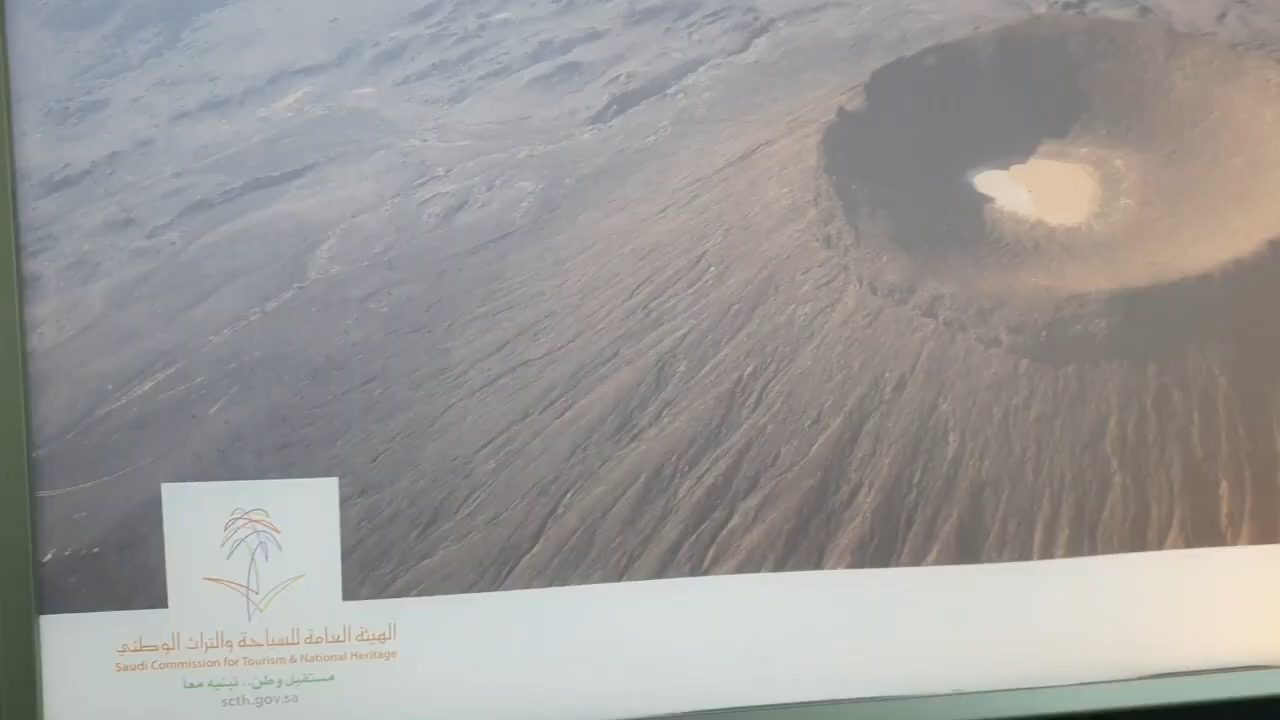 الهيئة العامة للسياحة والتراث الوطني
Saudi Commission for Tourism & National Heritage
مستقبل وطن.. نبنيه معا
scth.gov.sa